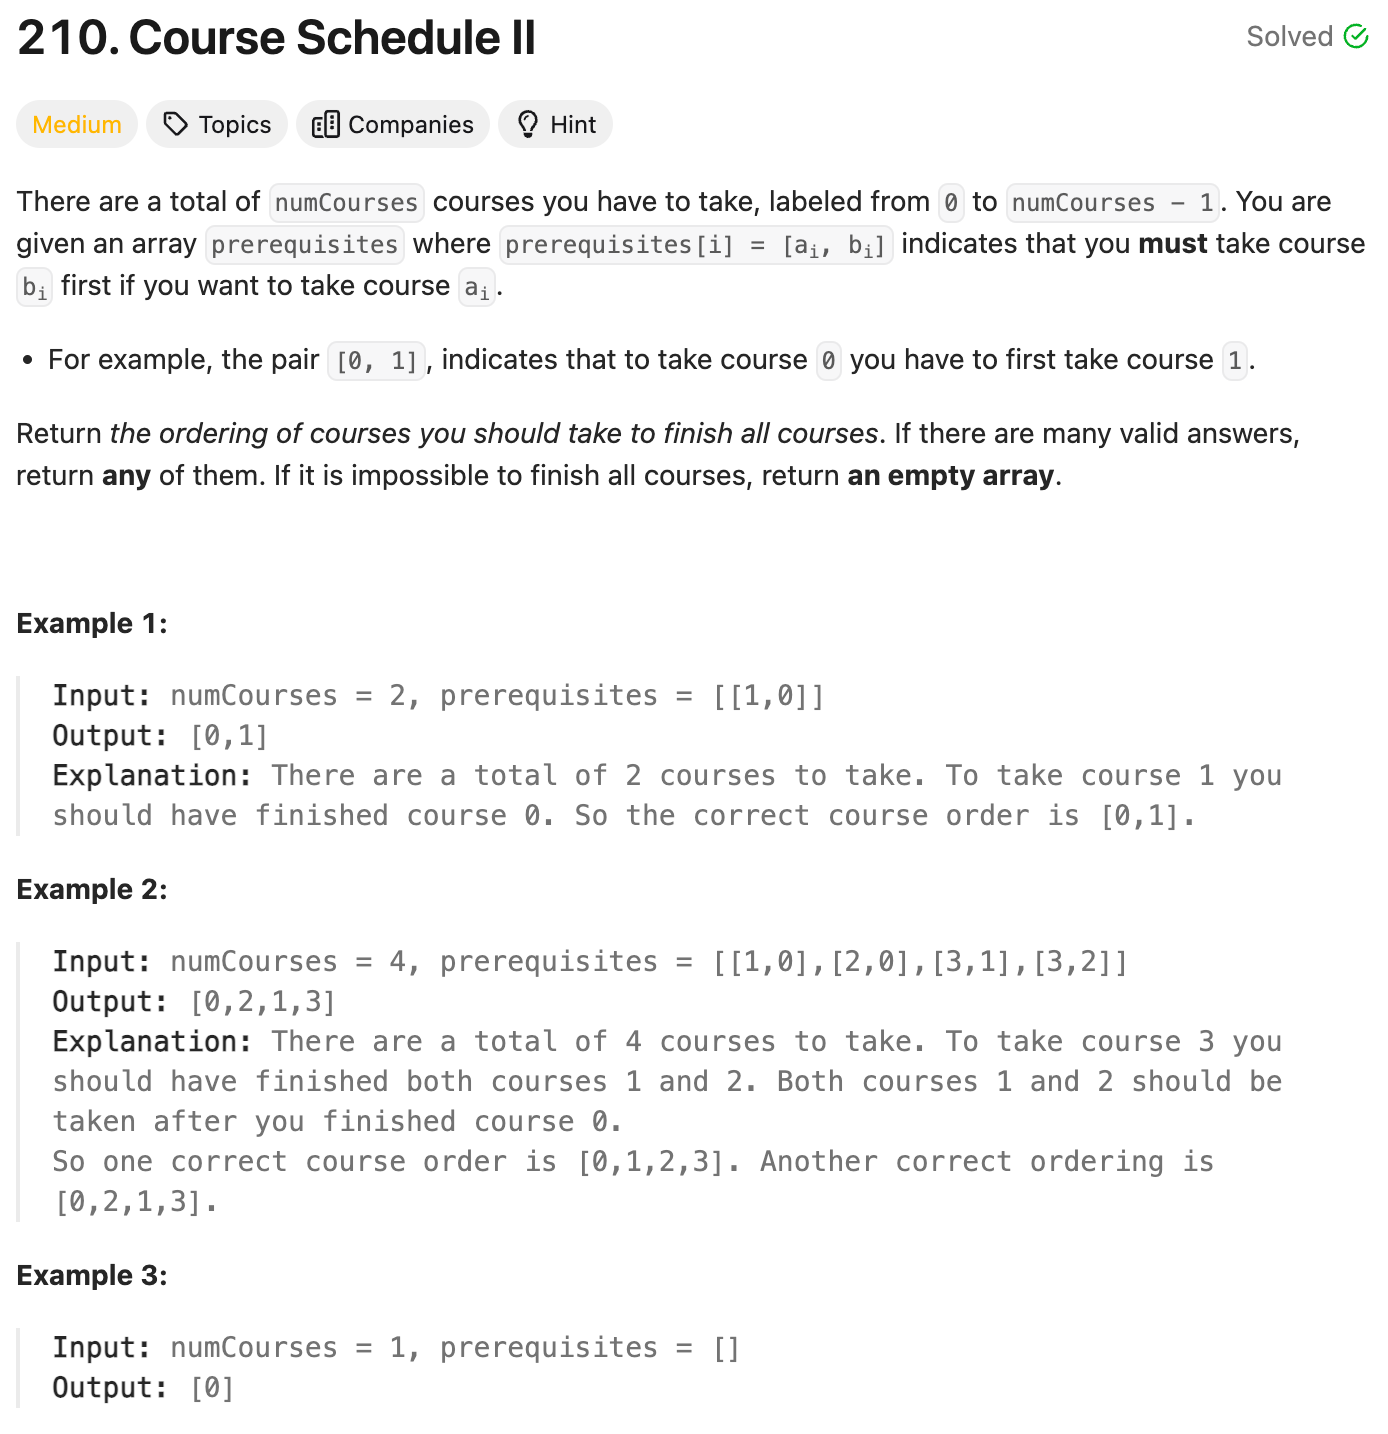 210. Course Schedule II
Solved
Medium
Topics
Companies
Hint
There are a total of numCourses courses you have to take, labeled from 0 to numCourses - 1. You are
given an array prerequisites where prerequisites[i] = [ai, bi] indicates that you must take course
bi first if you want to take course ai.
• For example, the pair [0, 1], indicates that to take course 0 you have to first take course 1.
Return the ordering of courses you should take to finish all courses. If there are many valid answers,
return any of them. If it is impossible to finish all courses, return an empty array.
Example 1:
Input: numCourses = 2, prerequisites = [[1,0]]
Output: [0,1]
Explanation: There are a total of 2 courses to take. To take course 1 you
should have finished course 0. So the correct course order is [0,1].
Example 2:
Input: numCourses = 4, prerequisites = [[1,0],[2,0],[3,1],[3,2]]
Output: [0,2,1,3]
Explanation: There are a total of 4 courses to take. To take course 3 you
should have finished both courses 1 and 2. Both courses 1 and 2 should be
taken after you finished course 0.
So one correct course order is [0,1,2,3]. Another correct ordering is
[0,2,1,3].
Example 3:
Input: numCourses = 1, prerequisites = []
Output: [0]